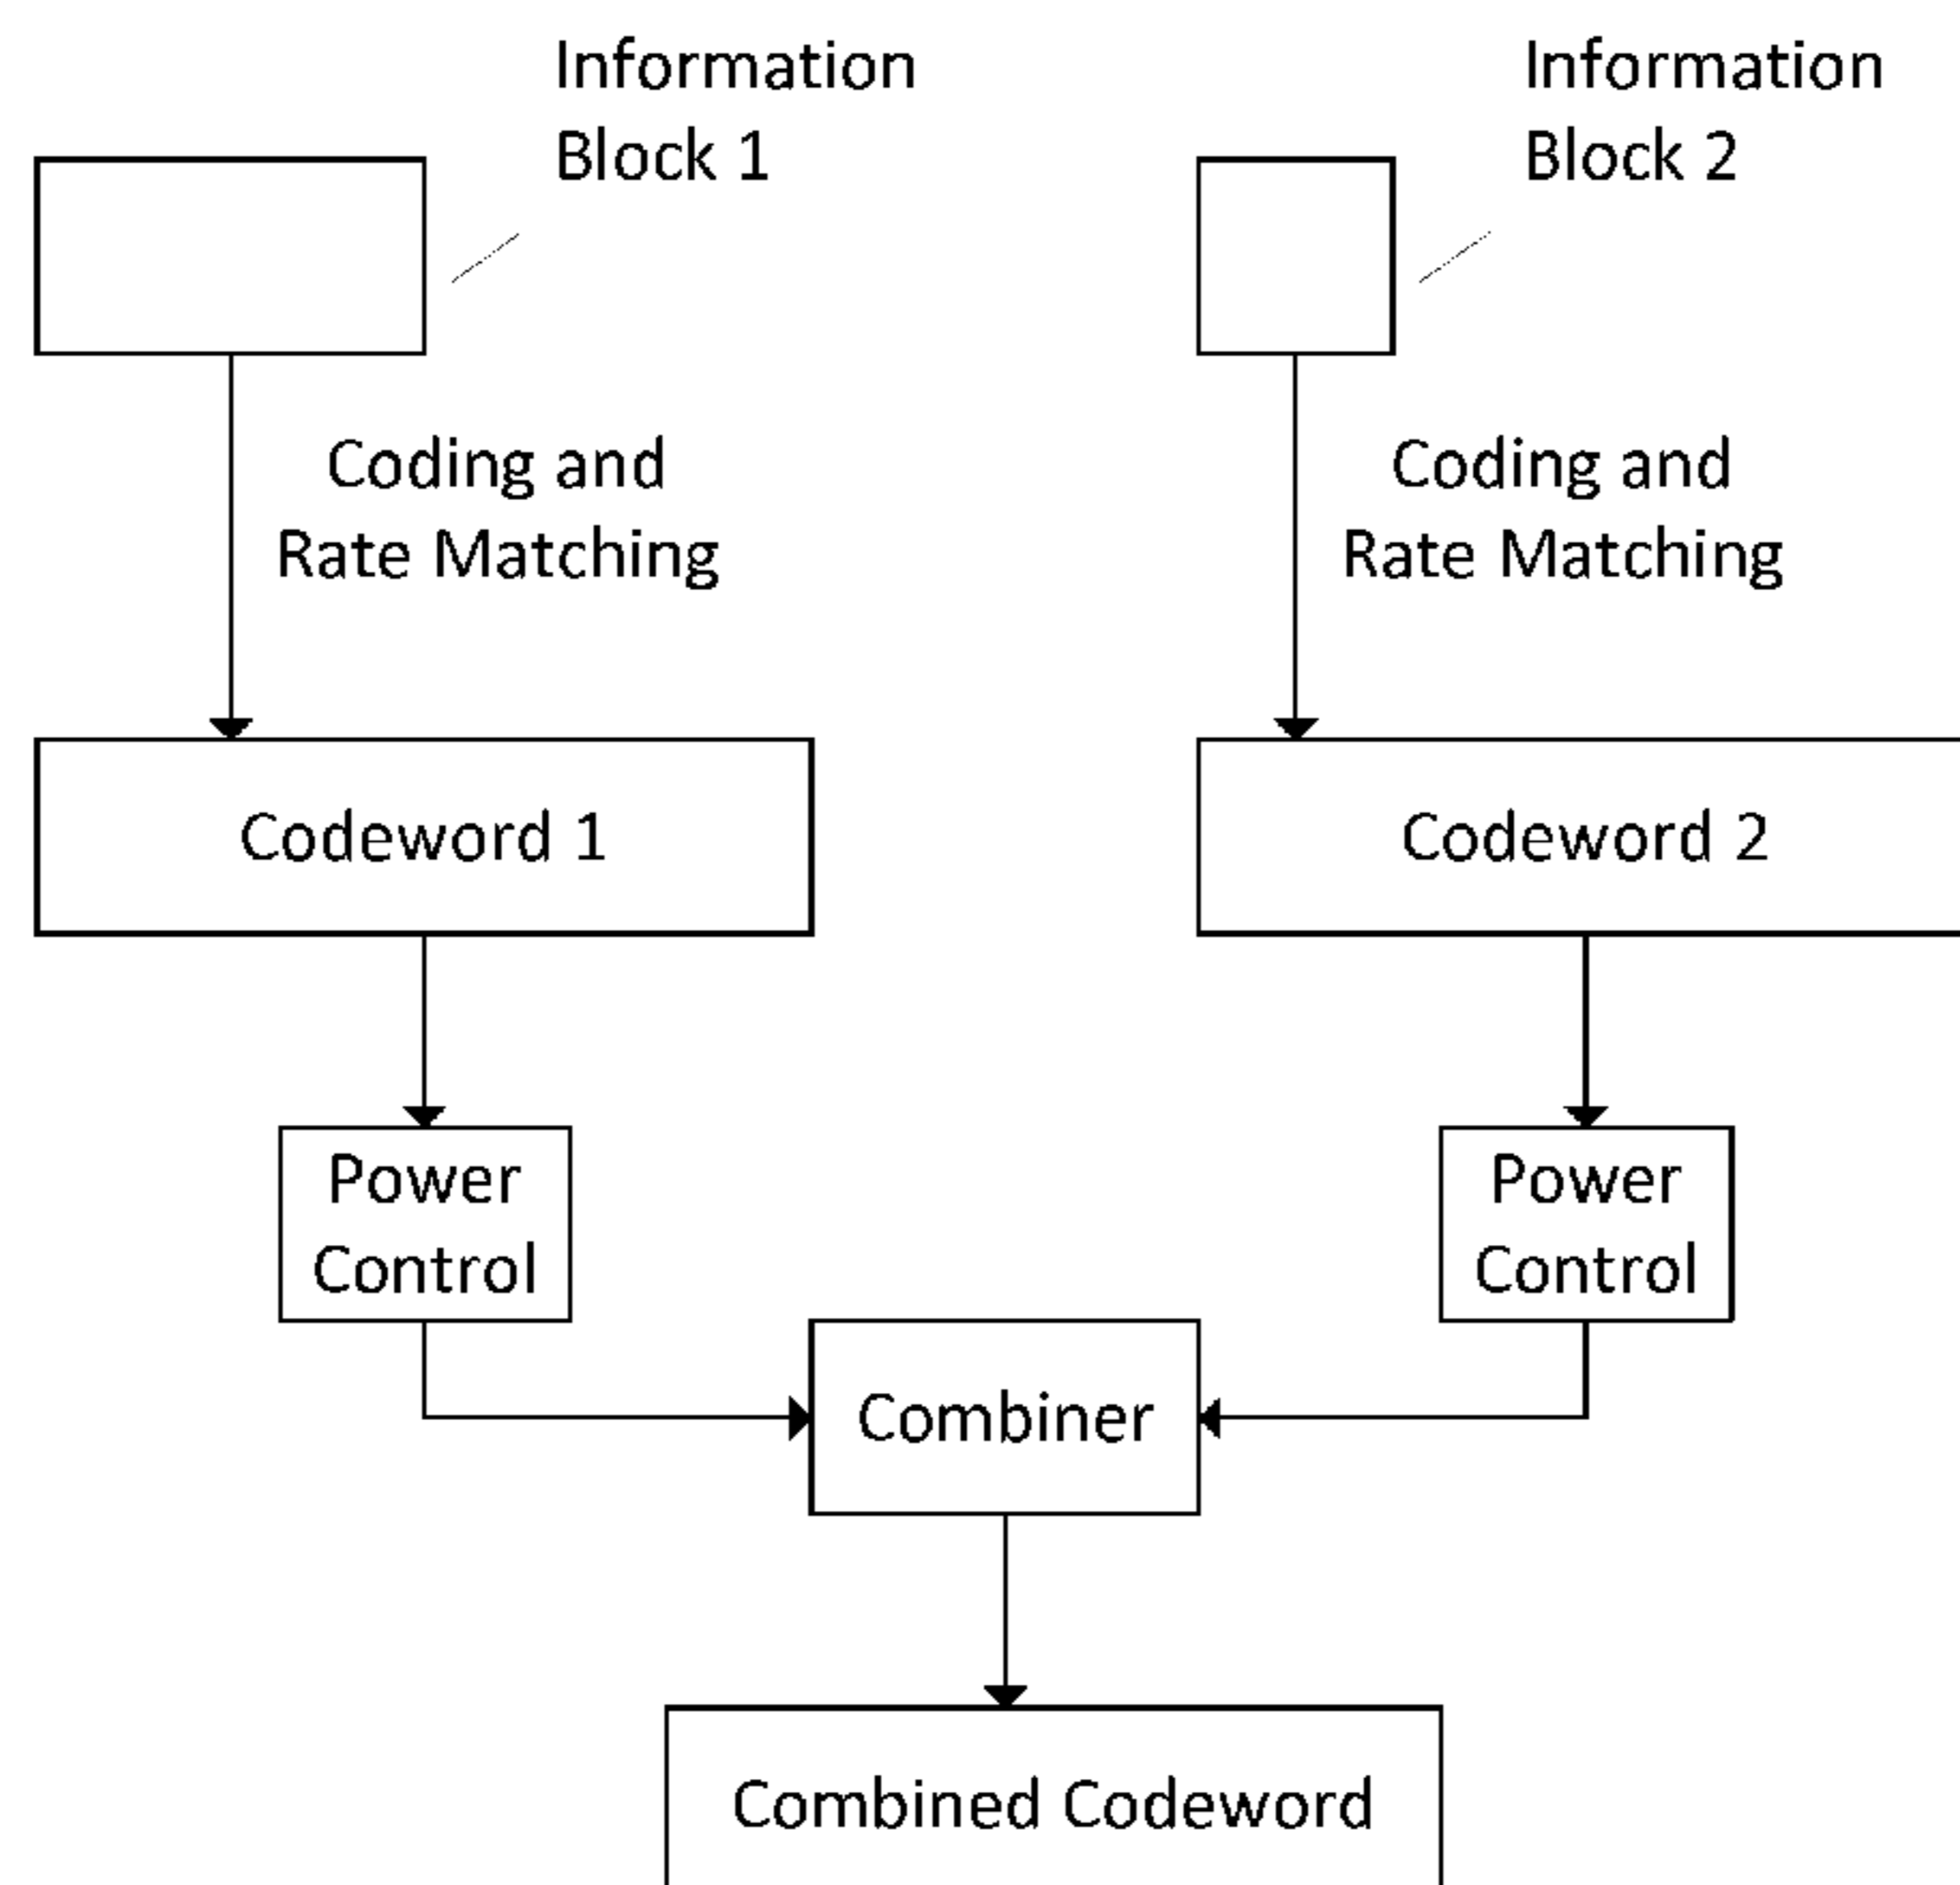 Information
Block 1
Information
Block 2
Coding and
Rate Matching
Coding and
Rate Matching
Codeword 1
Codeword 2
Power
Control
Power
Control
Combiner
Combined Codeword